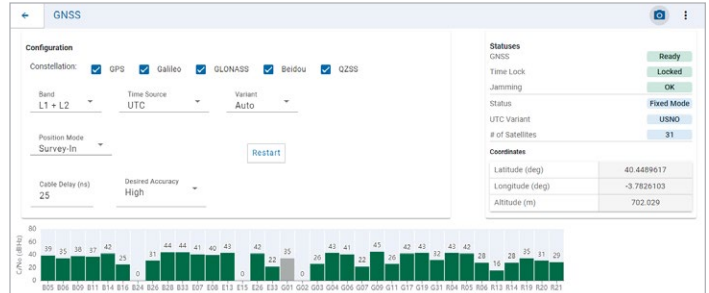 GNSS
Configuration
Constellation: GPS Galileo GLONASS Beidou QZSS
Band Time Source Variant
L1 + L2 UTC Auto
Position Mode
Survey-In
Restart
Cable Delay (ns) Desired Accuracy
25 High
Statuses
GNSS Ready
Time Lock Locked
Jamming OK
Status Fixed Mode
UTC Variant USNO
# of Satellites 31
Coordinates
Latitude (deg) 40.4489617
Longitude (deg) -3.7826103
Altitude (m) 702.029
C/No (dBHz)
80
60
40
20
0
39 35 38 37 42 25 0 31 44 44 41 40 43 0 42 22 35 0 26 43 41 22 45 26 42 43 32 43 42 28 16 28 35 31 29
B05 B06 B09 B11 B14 B16 B24 B26 B28 B33 E07 E08 E13 E15 E26 E33 G01 G02 G03 G04 G06 G07 G09 G11 G17 G19 G31 R04 R05 R06 R13 R14 R19 R20 R21